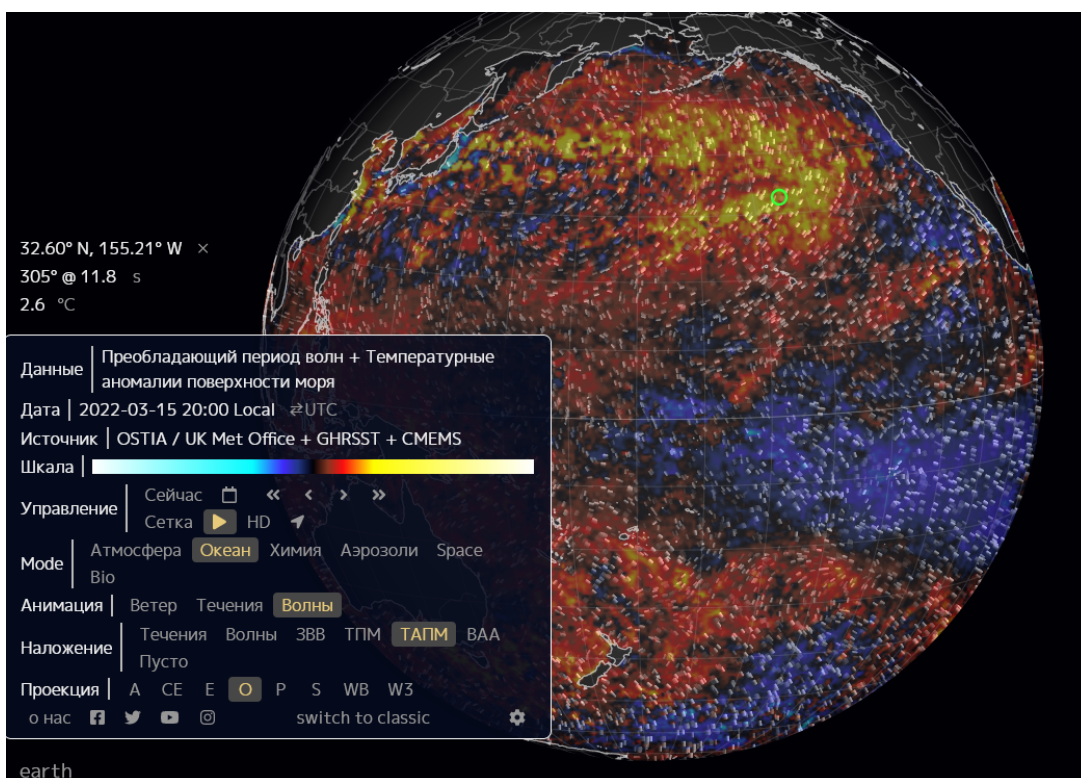 32.60° N, 155.21° W ×
305° @ 11.8 s
2.6 °C
Данные
Преобладающий период волн + Температурные
аномалии поверхности моря
Дата | 2022-03-15 20:00 Local ⇄UTC
Источник | OSTIA / UK Met Office + GHRSST + CMEMS
Шкала
Управление
Сейчас « ‹ › »
Сетка HD
Mode
Атмосфера Океан Химия Аэрозоли Space
Bio
Анимация | Ветер Течения Волны
Наложение
Течения Волны ЗВВ ТПМ ТАПМ ВАА
Пусто
Проекция | A CE E O P S WB W3
о нас switch to classic
earth